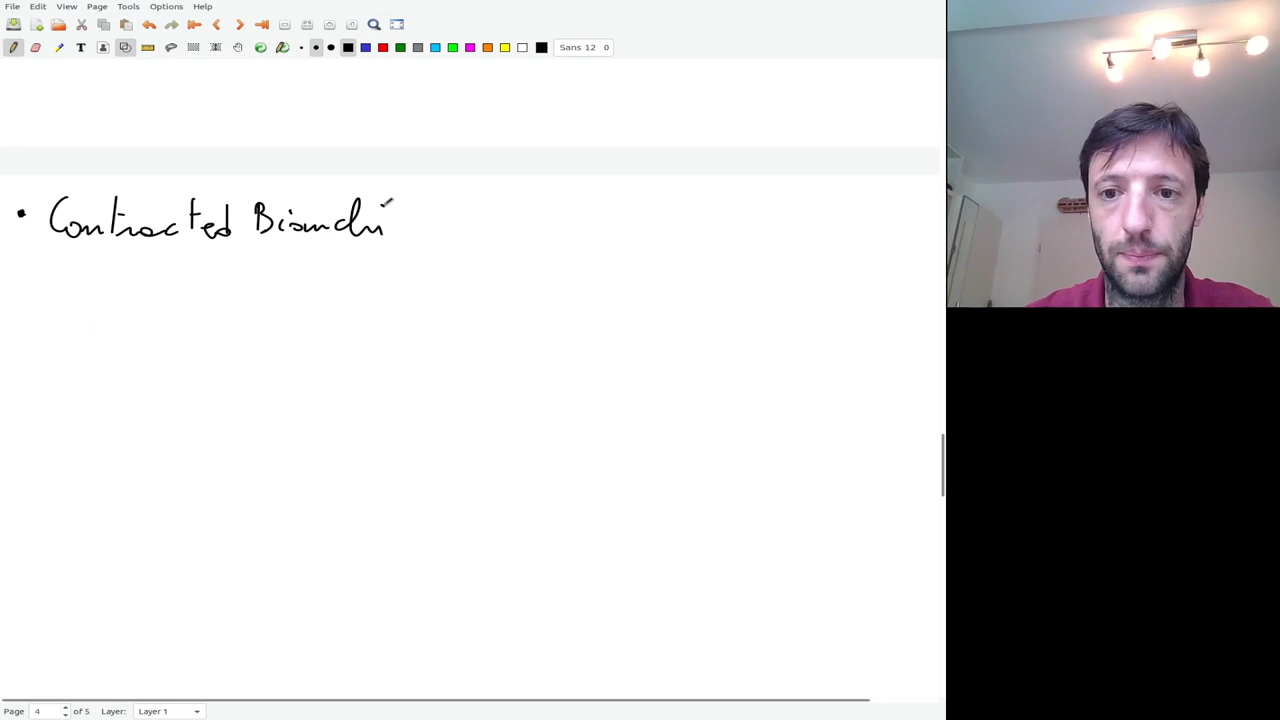 File Edit View Page Tools Options Help
T Sans 12 0
• Contracted Bianchi
Page 4 of 5 Layer: Layer 1